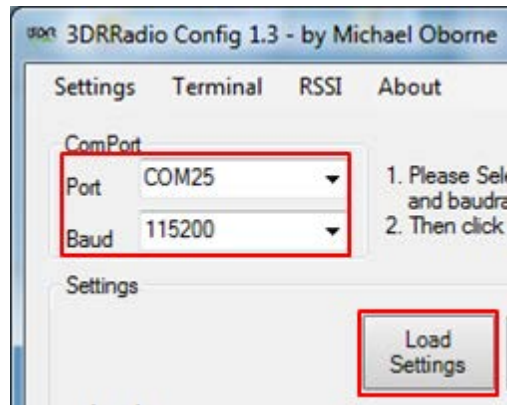 3DRRadio Config 1.3 - by Michael Oborne
Settings Terminal RSSI About
ComPort
Port COM25
Baud 115200
1. Please Sel
and baudra
2. Then click
Settings
Load
Settings